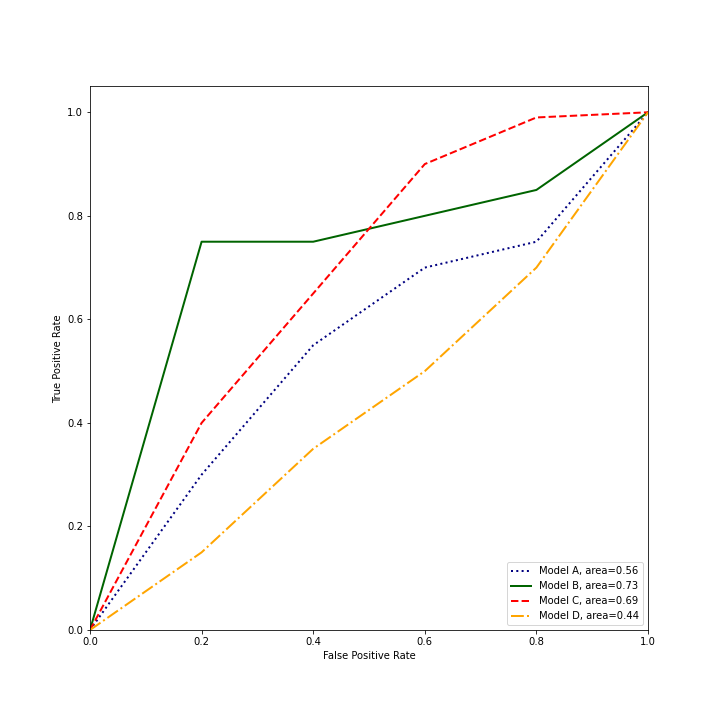 1.0
0.8
0.6
0.4
0.2
0.0
True Positive Rate
0.0 0.2 0.4 0.6 0.8 1.0
False Positive Rate
Model A, area=0.56
Model B, area=0.73
Model C, area=0.69
Model D, area=0.44